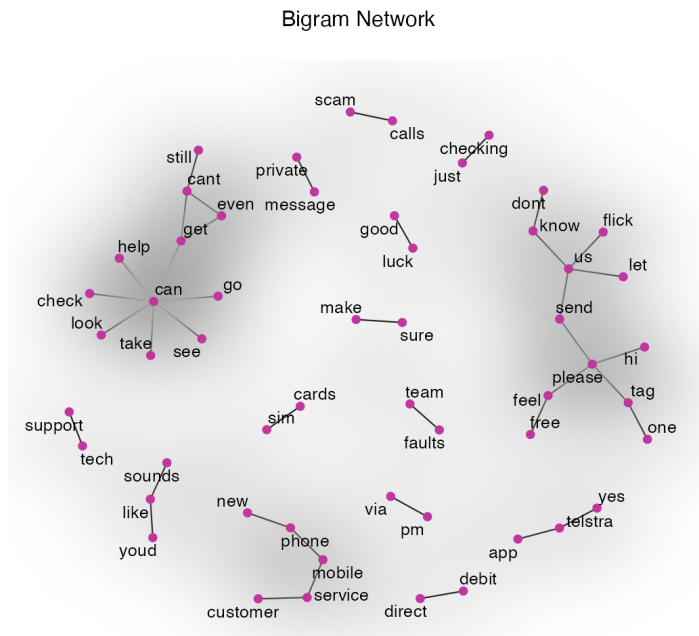 Bigram Network
scam
calls
checking
just
still
private
cant
message
even
dont
get
good
know
flick
help
luck
us
let
can
go
check
make
send
look
sure
take
see
hi
please
cards
team
feel
tag
support
sim
free
one
faults
tech
sounds
new
via
yes
like
pm
telstra
phone
youd
app
mobile
debit
service
customer
direct